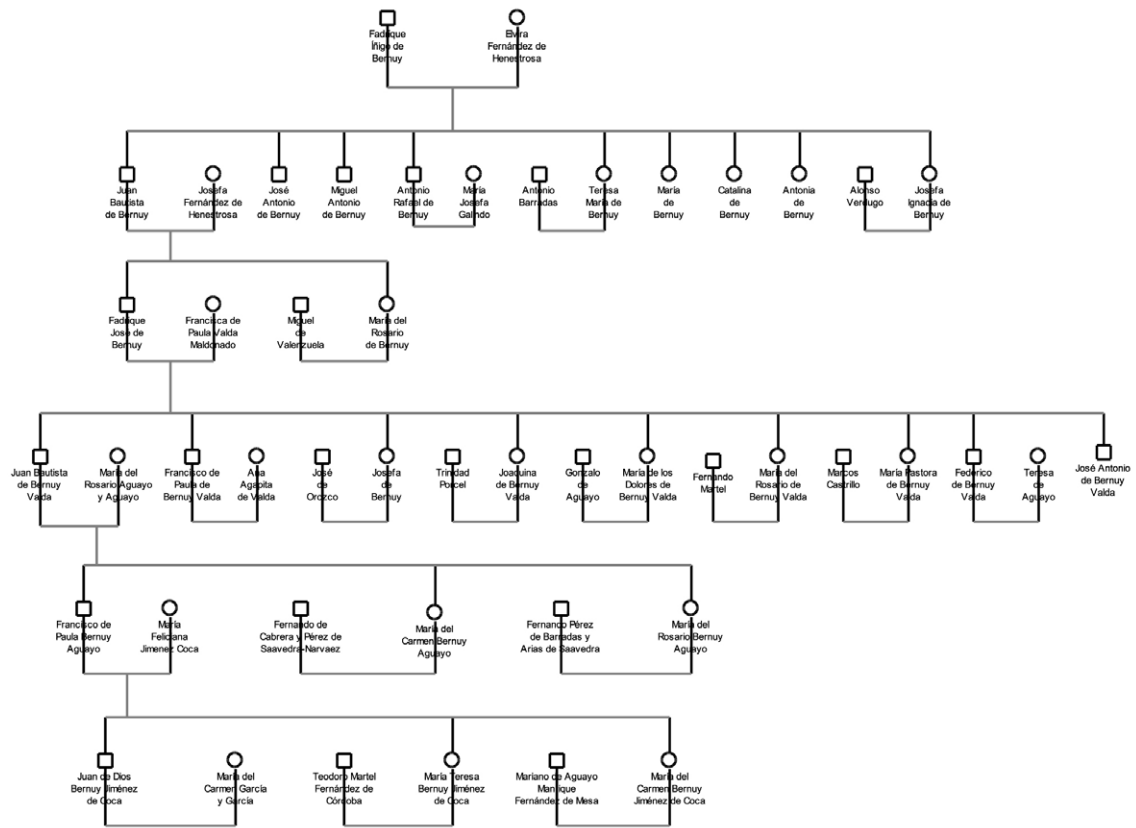 Fadrique
Íñigo de
Bernuy
Elvira
Fernández de
Henestrosa
Juan
Bautista
de Bernuy
Josefa
Fernández de
Henestrosa
José
Antonio
de Bernuy
Miguel
Antonio
de Bernuy
Antonio
Rafael de
Bernuy
María
Josefa
Galindo
Antonio
Barradas
Teresa
María de
Bernuy
María
de
Bernuy
Catalina
de
Bernuy
Antonia
de
Bernuy
Alonso
Verdugo
Josefa
Ignacia de
Bernuy
Fadrique
José de
Bernuy
Francisca de
Paula Valda
Maldonado
Miguel
de
Valenzuela
María del
Rosario
de Bernuy
Juan Bautista
de Bernuy
Valda
María del
Rosario Aguayo
y Aguayo
Francisco de
Paula de
Bernuy Valda
Ana
Agapita
de Valda
José
de
Orozco
Josefa
de
Bernuy
Trinidad
Porcel
Joaquina
de Bernuy
Valda
Gonzalo
de
Aguayo
María de los
Dolores de
Bernuy Valda
Fernando
Martel
María del
Rosario de
Bernuy Valda
Marcos
Castrillo
María Pastora
de Bernuy
Valda
Federico
de Bernuy
Valda
Teresa
de
Aguayo
José Antonio
de Bernuy
Valda
Francisco de
Paula Bernuy
Aguayo
María
Feliciana
Jimenez Coca
Fernando de
Cabrera y Pérez de
Saavedra-Narvaez
María del
Carmen Bernuy
Aguayo
Fernando Pérez
de Barradas y
Arias de Saavedra
María del
Rosario Bernuy
Aguayo
Juan de Dios
Bernuy Jiménez
de Coca
María del
Carmen García
y García
Teodoro Martel
Fernández de
Córdoba
María Teresa
Bernuy Jiménez
de Coca
Mariano de Aguayo
Manrique
Fernández de Mesa
María del
Carmen Bernuy
Jiménez de Coca